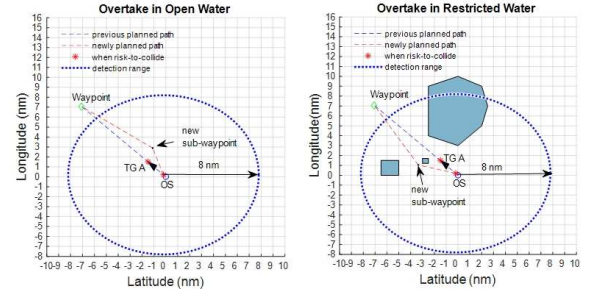 Overtake in Open Water
16
15
14
13
12
11
10
9
8
7
6
5
4
3
2
1
0
-1
-2
-3
-4
-5
-6
-7
-8
Longitude (nm)
previous planned path
newly planned path
when risk-to-collide
detection range
Waypoint
new
sub-waypoint
TG A
8 nm
OS
-10-9 -8 -7 -6 -5 -4 -3 -2 -1 0 1 2 3 4 5 6 7 8 9 10
Latitude (nm)
Overtake in Restricted Water
16
15
14
13
12
11
10
9
8
7
6
5
4
3
2
1
0
-1
-2
-3
-4
-5
-6
-7
-8
Longitude(nm)
previous planned path
newly planned path
when risk-to-collide
detection range
Waypoint
TG A
8 nm
OS
new
sub-waypoint
-10-9 -8 -7 -6 -5 -4 -3 -2 -1 0 1 2 3 4 5 6 7 8 9 10
Latitude (nm)